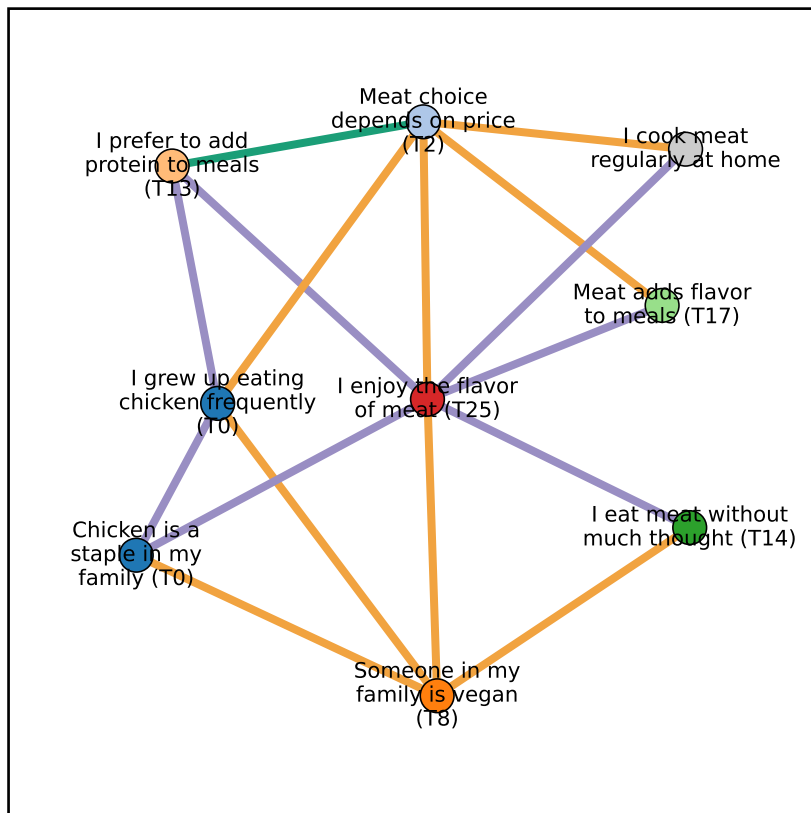 Meat choice
depends on price
(T2)
I prefer to add
protein to meals
(T13)
I cook meat
regularly at home
Meat adds flavor
to meals (T17)
I grew up eating
chicken frequently
(T0)
I enjoy the flavor
of meat (T25)
Chicken is a
staple in my
family (T0)
I eat meat without
much thought (T14)
Someone in my
family is vegan
(T8)